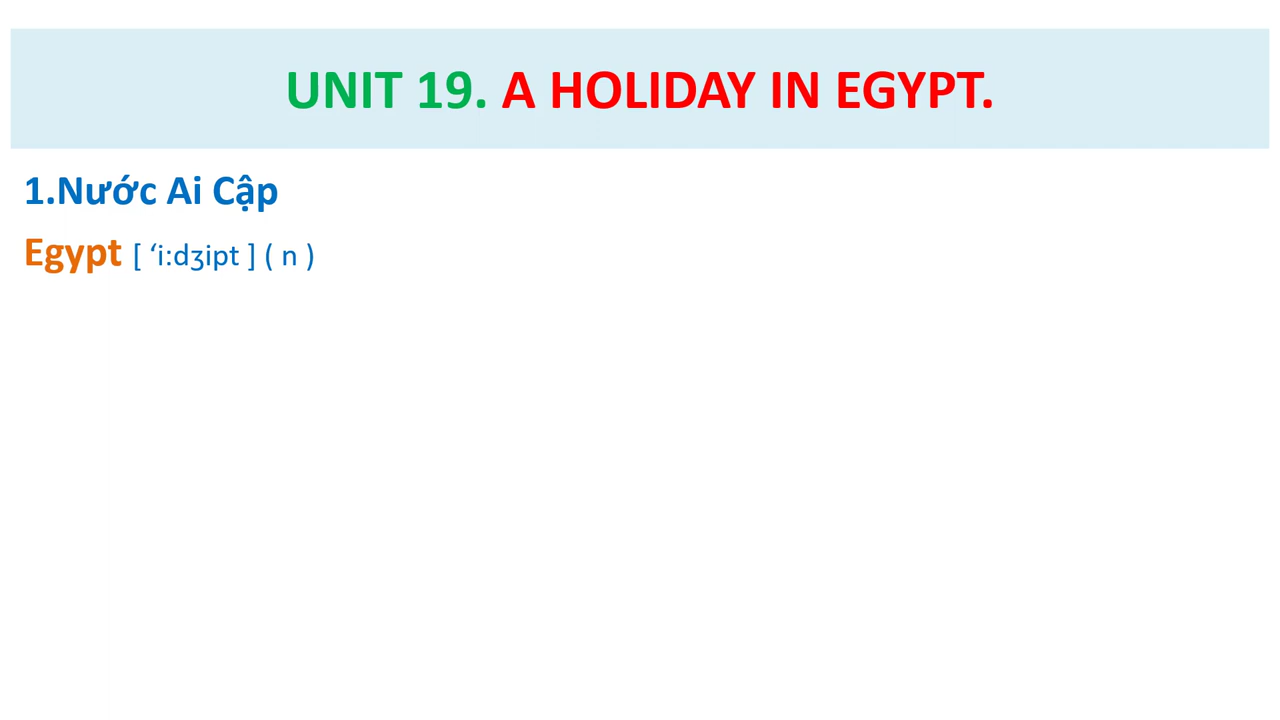 UNIT 19. A HOLIDAY IN EGYPT.
1.Nước Ai Cập
Egypt [ ‘i:dʒipt ] ( n )